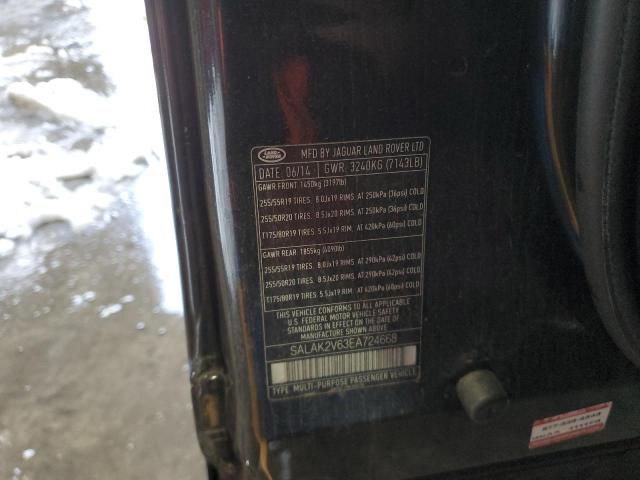 LAND ROVER
MFD BY JAGUAR LAND ROVER LTD
DATE: 06/14 GWR: 3240KG (7143LB)
GAWR FRONT: 1450kg (3197lb)
255/55R19 TIRES. 8.0Jx19 RIMS. AT 250kPa (36psi) COLD
255/50R20 TIRES. 8.5Jx20 RIMS. AT 250kPa (36psi) COLD
T175/80R19 TIRES 5.5Jx19 RIM. AT 420kPa (60psi) COLD
GAWR REAR 1855kg (4090lb)
255/55R19 TIRES. 8.0Jx19 RIMS. AT 290kPa (42psi) COLD
255/50R20 TIRES. 8.5Jx20 RIMS. AT 290kPa (42psi) COLD
T175/80R19 TIRES 5.5Jx19 RIM. AT 420kPa (60psi) COLD
THIS VEHICLE CONFORMS TO ALL APPLICABLE
U.S. FEDERAL MOTOR VEHICLE SAFETY
STANDARDS IN EFFECT ON THE DATE OF
MANUFACTURE SHOWN ABOVE.
SALAK2V63EA724668
TYPE: MULTI-PURPOSE PASSENGER VEHICLE